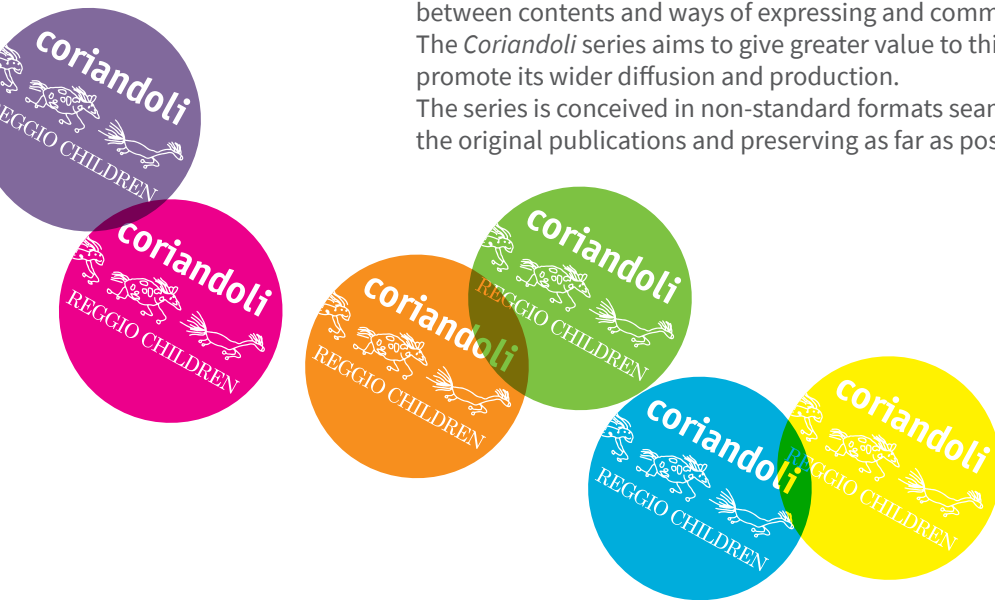 between contents and ways of expressing and comm
The Coriandoli series aims to give greater value to thi
promote its wider diffusion and production.
The series is conceived in non-standard formats sear
the original publications and preserving as far as pos
coriandoli
REGGIO CHILDREN
coriandoli
REGGIO CHILDREN
coriandoli
REGGIO CHILDREN
coriandoli
REGGIO CHILDREN
coriandoli
REGGIO CHILDREN
coriandoli
REGGIO CHILDREN